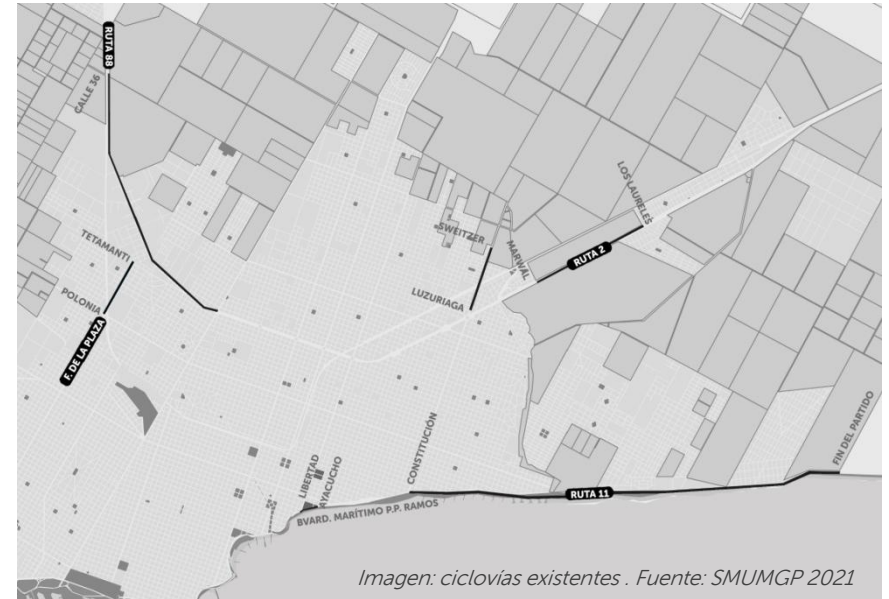 RUTA 88
CALLE 36
TETAMANTI
POLONIA
F. DE LA PLAZA
SWEITZER
LUZURIAGA
MARWAL
LOS LAURELES
RUTA 2
CONSTITUCIÓN
LIBERTAD
AYACUCHO
BVARD. MARÍTIMO P.P. RAMOS
RUTA 11
FIN DEL PARTIDO
Imagen: ciclovías existentes . Fuente: SMUMGP 2021